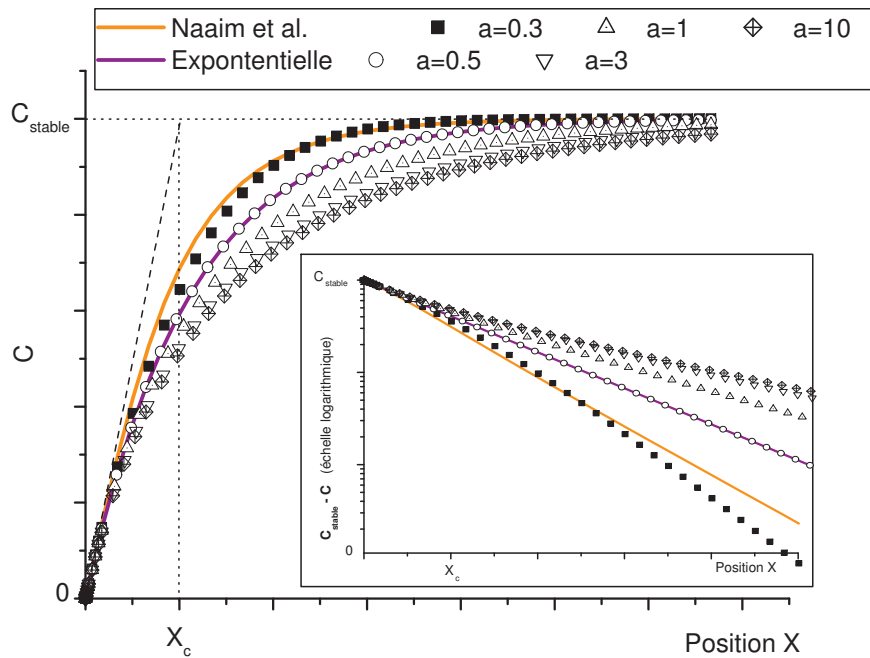 Naaim et al. a=0.3 a=1 a=10
Expontentielle a=0.5 a=3
C_stable
C
0
X_c
Position X
C_stable
C_stable - C (échelle logarithmique)
0
X_c
Position X